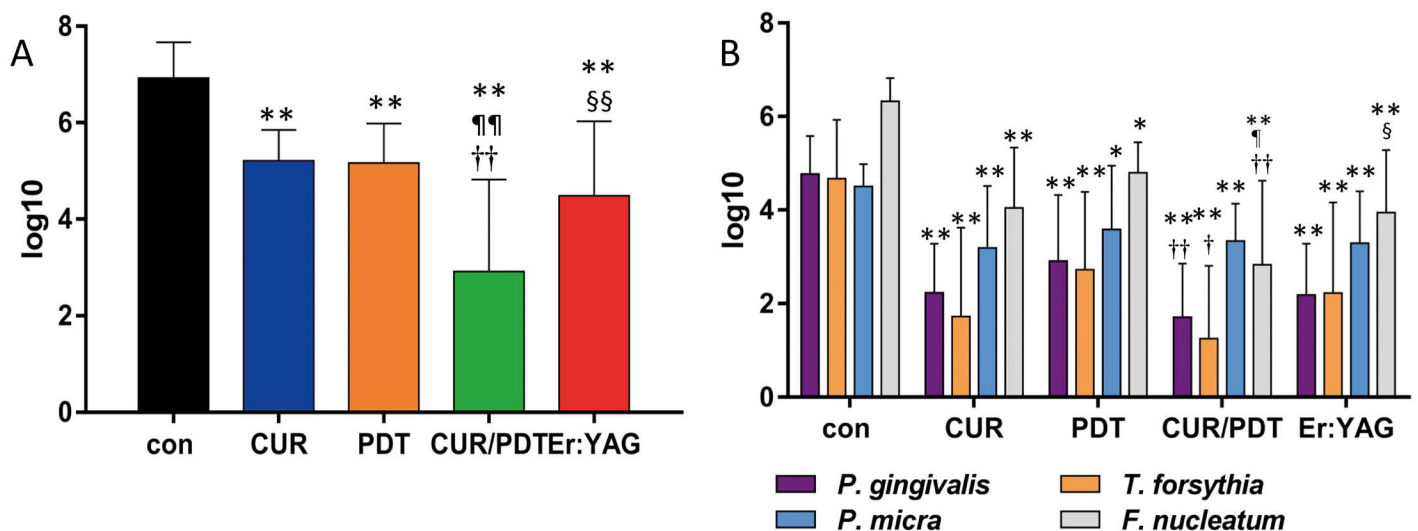 A
log10
8
6
4
2
0
**
**
**
¶¶
††
**
§§
con CUR PDT CUR/PDT Er:YAG
B
log10
8
6
4
2
0
** ** ** **
** ** * *
**
††
**
†
**
**
¶
††
** ** **
**
§
con CUR PDT CUR/PDT Er:YAG
P. gingivalis T. forsythia
P. micra F. nucleatum